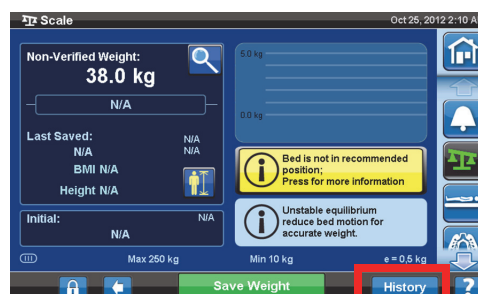 Scale
Oct 25, 2012 2:10 A
Non-Verified Weight:
38.0 kg
N/A
Last Saved:
N/A
N/A
N/A
BMI N/A
Height N/A
Initial:
N/A
N/A
5.0 kg
0.0 kg
Bed is not in recommended
position;
Press for more information
Unstable equilibrium
reduce bed motion for
accurate weight.
Max 250 kg
Min 10 kg
e = 0,5 kg
Save Weight
History
?